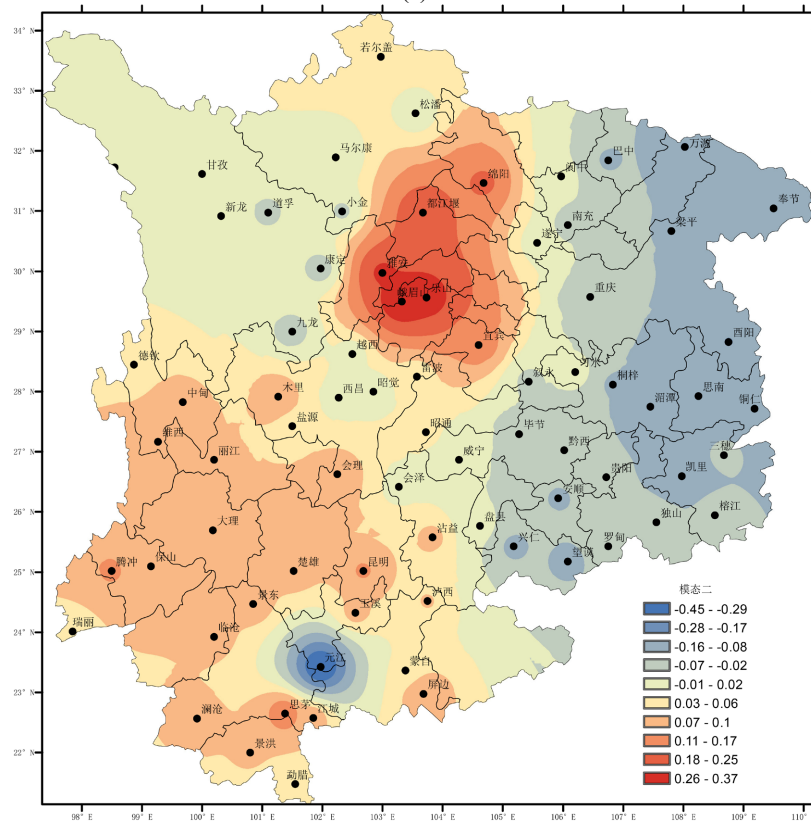 34° N
33° N
32° N
31° N
30° N
29° N
28° N
27° N
26° N
25° N
24° N
23° N
22° N
若尔盖
松潘
马尔康
甘孜
绵阳
阆中
巴中
万源
新龙
道孚
小金
都江堰
南充
奉节
梁平
遂宁
康定
雅安
峨眉山
乐山
重庆
九龙
越西
宜宾
酉阳
德钦
雷波
叙永
习水
桐梓
中甸
木里
西昌
昭觉
湄潭
思南
铜仁
盐源
维西
丽江
昭通
威宁
毕节
黔西
三穗
会理
会泽
贵阳
凯里
安顺
大理
沾益
盘县
兴仁
望谟
罗甸
独山
榕江
腾冲
保山
楚雄
昆明
景东
玉溪
泸西
瑞丽
临沧
元江
蒙自
屏边
澜沧
思茅
江城
景洪
勐腊
模态二
-0.45 - -0.29
-0.28 - -0.17
-0.16 - -0.08
-0.07 - -0.02
-0.01 - 0.02
0.03 - 0.06
0.07 - 0.1
0.11 - 0.17
0.18 - 0.25
0.26 - 0.37
98° E
99° E
100° E
101° E
102° E
103° E
104° E
105° E
106° E
107° E
108° E
109° E